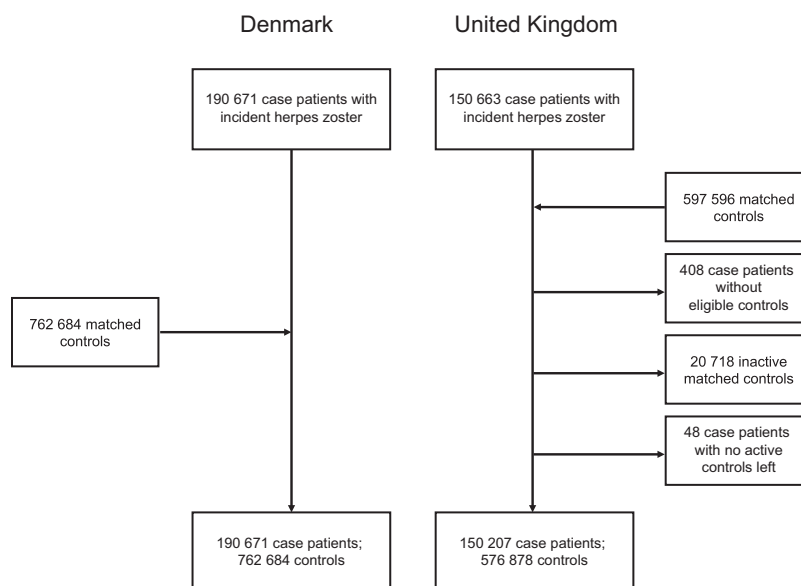 Denmark
United Kingdom
190 671 case patients with
incident herpes zoster
150 663 case patients with
incident herpes zoster
597 596 matched
controls
408 case patients
without
eligible controls
762 684 matched
controls
20 718 inactive
matched controls
48 case patients
with no active
controls left
190 671 case patients;
762 684 controls
150 207 case patients;
576 878 controls